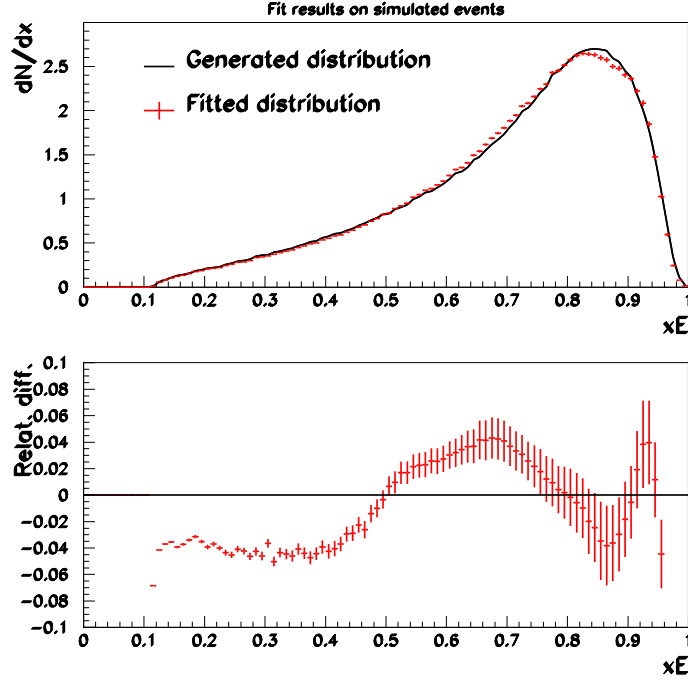 Fit results on simulated events
dN/dx
Generated distribution
Fitted distribution
2.5
2
1.5
1
0.5
0
0 0.1 0.2 0.3 0.4 0.5 0.6 0.7 0.8 0.9 1
xE
Relat. diff.
0.1
0.08
0.06
0.04
0.02
0
−0.02
−0.04
−0.06
−0.08
−0.1
0 0.1 0.2 0.3 0.4 0.5 0.6 0.7 0.8 0.9 1
xE